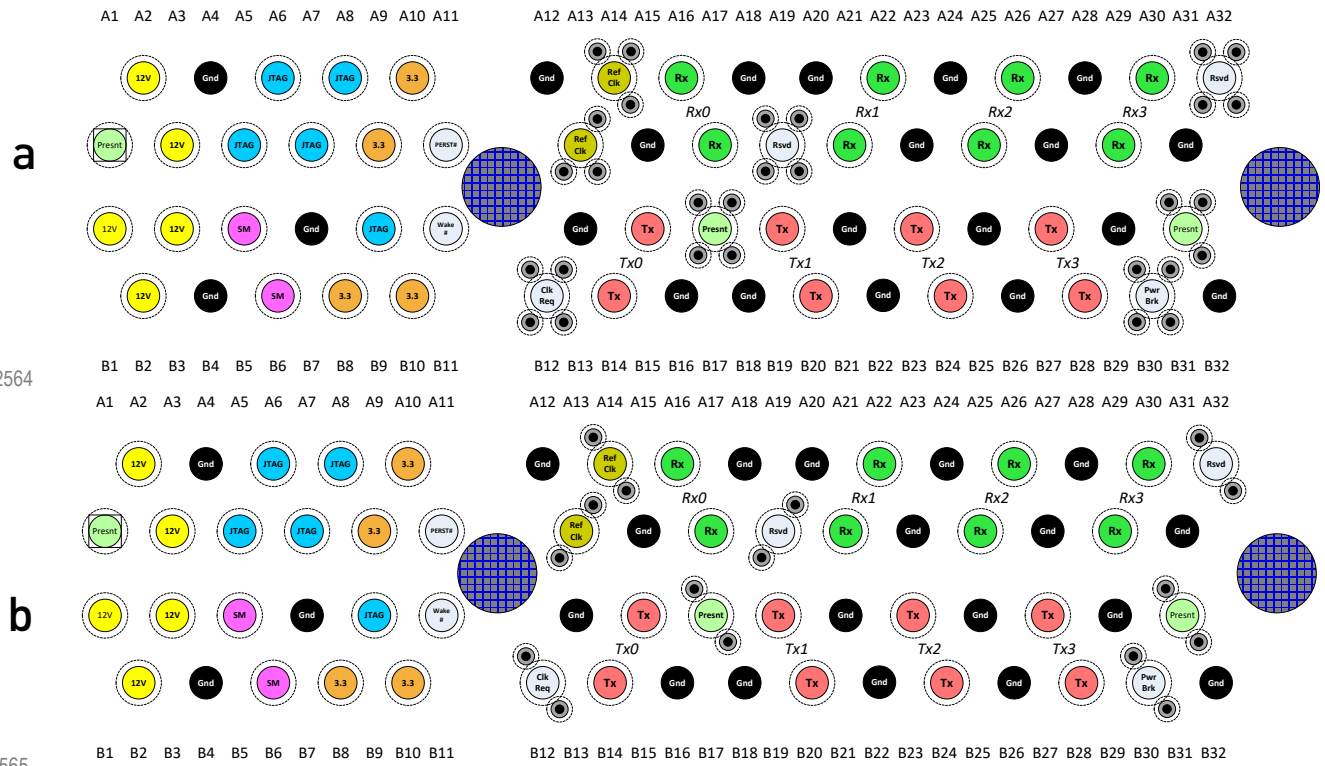 A1 A2 A3 A4 A5 A6 A7 A8 A9 A10 A11 A12 A13 A14 A15 A16 A17 A18 A19 A20 A21 A22 A23 A24 A25 A26 A27 A28 A29 A30 A31 A32
12V Gnd JTAG JTAG 3.3 Gnd Ref Clk Rx Gnd Gnd Rx Gnd Rx Gnd Rx Rsvd
Rx0 Rx1 Rx2 Rx3
a Presnt 12V JTAG JTAG 3.3 PERST# Ref Clk Gnd Rx Rsvd Rx Gnd Rx Gnd Rx Gnd
12V 12V SM Gnd JTAG Wake # Gnd Tx Presnt Tx Gnd Tx Gnd Tx Gnd Presnt
Tx0 Tx1 Tx2 Tx3
12V Gnd SM 3.3 3.3 Clk Req Tx Gnd Gnd Tx Gnd Tx Gnd Tx Pwr Brk Gnd
B1 B2 B3 B4 B5 B6 B7 B8 B9 B10 B11 B12 B13 B14 B15 B16 B17 B18 B19 B20 B21 B22 B23 B24 B25 B26 B27 B28 B29 B30 B31 B32
2564
A1 A2 A3 A4 A5 A6 A7 A8 A9 A10 A11 A12 A13 A14 A15 A16 A17 A18 A19 A20 A21 A22 A23 A24 A25 A26 A27 A28 A29 A30 A31 A32
12V Gnd JTAG JTAG 3.3 Gnd Ref Clk Rx Gnd Gnd Rx Gnd Rx Gnd Rx Rsvd
Rx0 Rx1 Rx2 Rx3
Presnt 12V JTAG JTAG 3.3 PERST# Ref Clk Gnd Rx Rsvd Rx Gnd Rx Gnd Rx Gnd
b 12V 12V SM Gnd JTAG Wake # Gnd Tx Presnt Tx Gnd Tx Gnd Tx Gnd Presnt
Tx0 Tx1 Tx2 Tx3
12V Gnd SM 3.3 3.3 Clk Req Tx Gnd Gnd Tx Gnd Tx Gnd Tx Pwr Brk Gnd
B1 B2 B3 B4 B5 B6 B7 B8 B9 B10 B11 B12 B13 B14 B15 B16 B17 B18 B19 B20 B21 B22 B23 B24 B25 B26 B27 B28 B29 B30 B31 B32